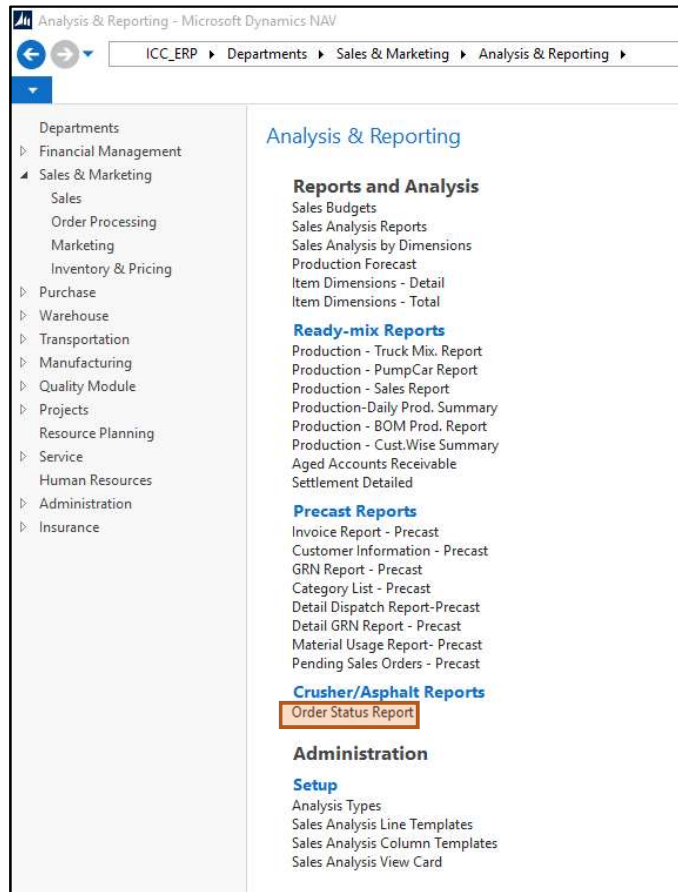 Analysis & Reporting - Microsoft Dynamics NAV
ICC_ERP Departments Sales & Marketing Analysis & Reporting
Departments
Financial Management
Sales & Marketing
Sales
Order Processing
Marketing
Inventory & Pricing
Purchase
Warehouse
Transportation
Manufacturing
Quality Module
Projects
Resource Planning
Service
Human Resources
Administration
Insurance
Analysis & Reporting
Reports and Analysis
Sales Budgets
Sales Analysis Reports
Sales Analysis by Dimensions
Production Forecast
Item Dimensions - Detail
Item Dimensions - Total
Ready-mix Reports
Production - Truck Mix. Report
Production - PumpCar Report
Production - Sales Report
Production-Daily Prod. Summary
Production - BOM Prod. Report
Production - Cust.Wise Summary
Aged Accounts Receivable
Settlement Detailed
Precast Reports
Invoice Report - Precast
Customer Information - Precast
GRN Report - Precast
Category List - Precast
Detail Dispatch Report-Precast
Detail GRN Report - Precast
Material Usage Report- Precast
Pending Sales Orders - Precast
Crusher/Asphalt Reports
Order Status Report
Administration
Setup
Analysis Types
Sales Analysis Line Templates
Sales Analysis Column Templates
Sales Analysis View Card